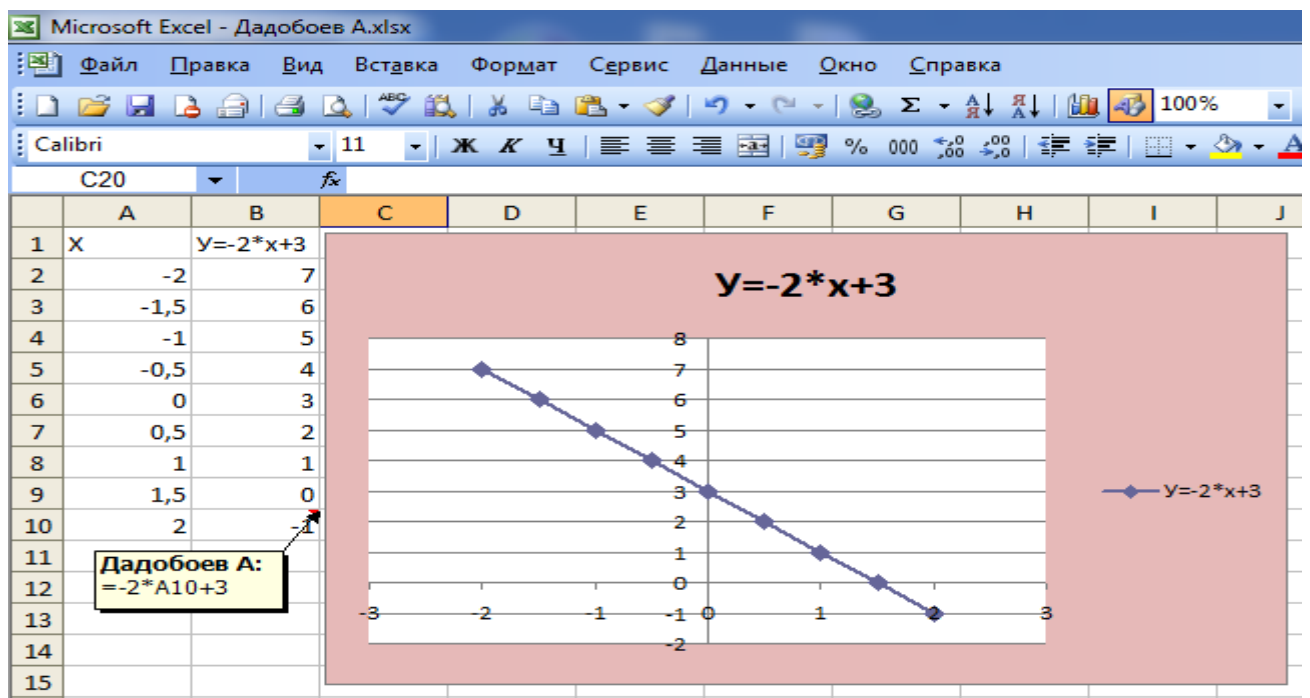 Microsoft Excel - Дадобоев А.xlsx
Файл Правка Вид Вставка Формат Сервис Данные Окно Справка
100%
Calibri 11 Ж К Ч % 000
C20 fx
A B C D E F G H I J
1 X У=-2*x+3
2 -2 7
3 -1,5 6
4 -1 5
5 -0,5 4
6 0 3
7 0,5 2
8 1 1
9 1,5 0
10 2 -1
11
12
13
14
15
Дадобоев А:
=-2*A10+3
У=-2*x+3
8
7
6
5
4
3
2
1
0
-1
-2
-3 -2 -1 0 1 2 3
У=-2*x+3